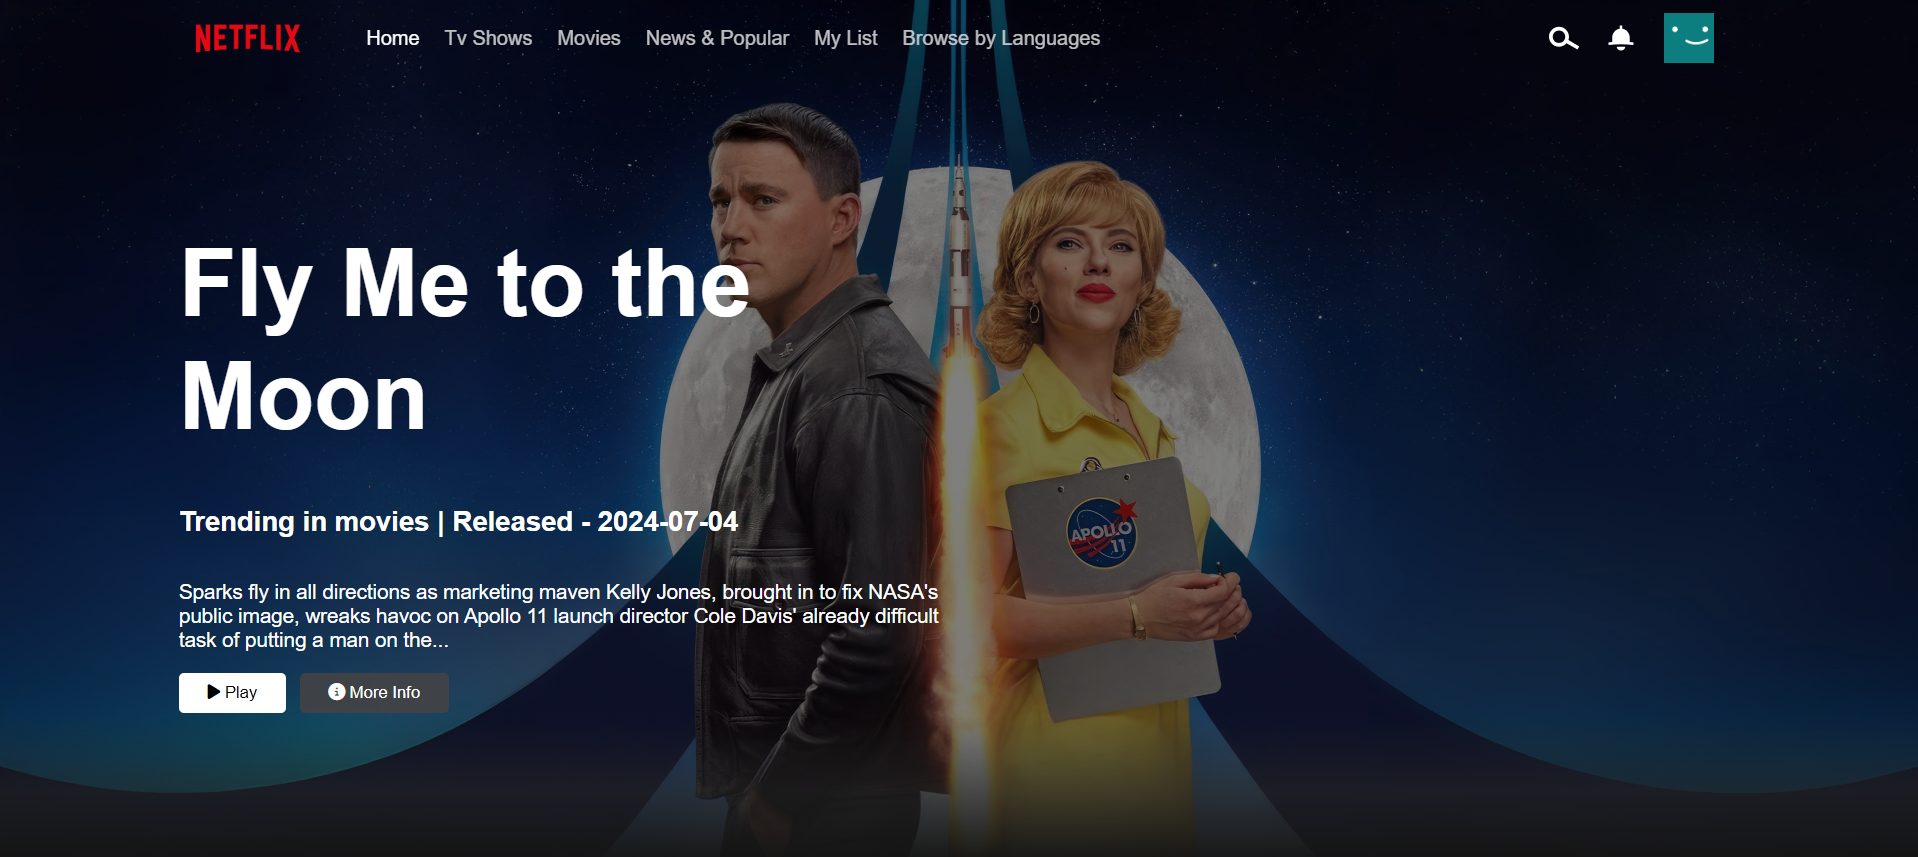 NETFLIX
Home
Tv Shows
Movies
News & Popular
My List
Browse by Languages
Fly Me to the
Moon
Trending in movies | Released - 2024-07-04
Sparks fly in all directions as marketing maven Kelly Jones, brought in to fix NASA's
public image, wreaks havoc on Apollo 11 launch director Cole Davis' already difficult
task of putting a man on the...
Play
More Info
APOLLO
11